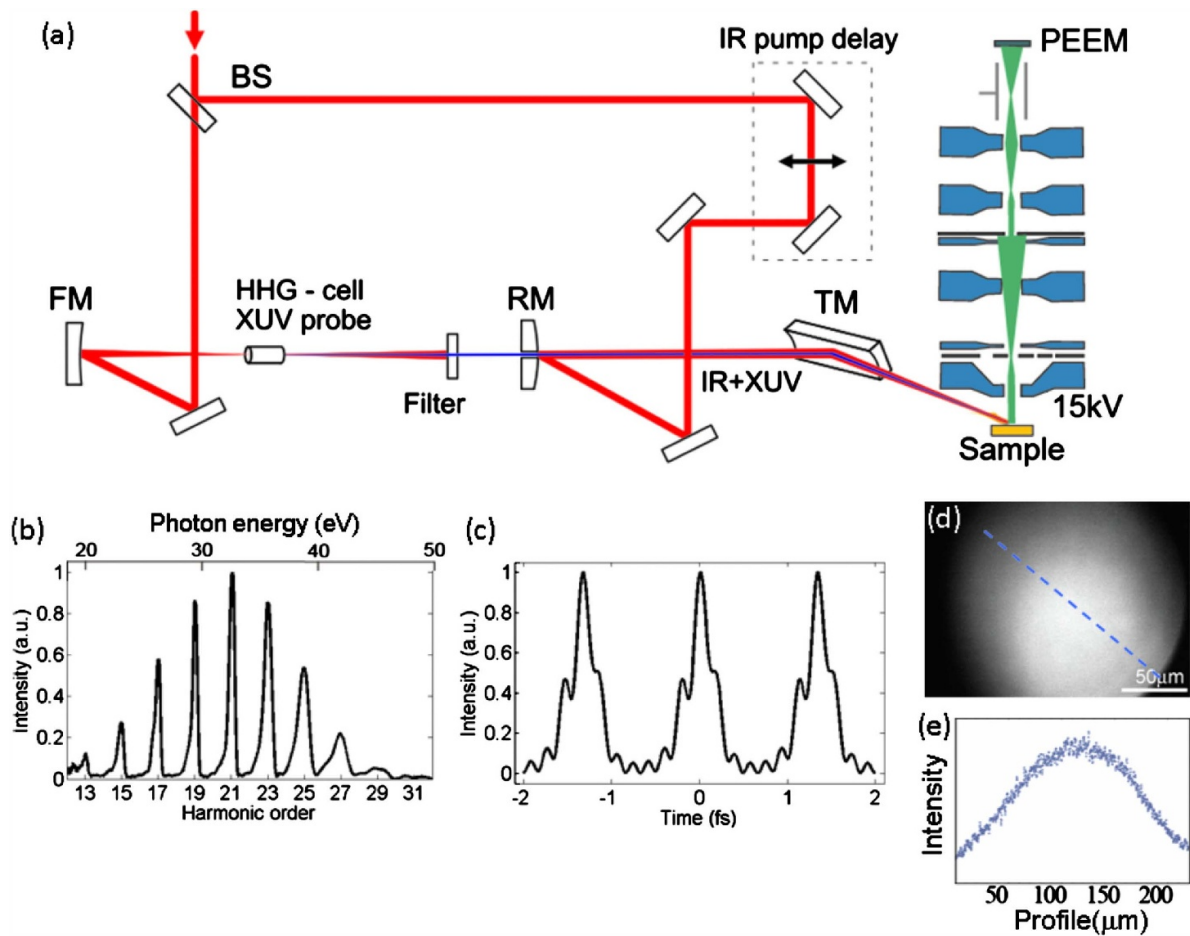 (a)
BS
IR pump delay
PEEM
FM
HHG - cell
XUV probe
RM
TM
Filter
IR+XUV
15kV
Sample
(b)
Photon energy (eV)
20 30 40 50
Intensity (a.u.)
1
0.8
0.6
0.4
0.2
0
13 15 17 19 21 23 25 27 29 31
Harmonic order
(c)
Intensity (a.u.)
1
0.8
0.6
0.4
0.2
0
-2 -1 0 1 2
Time (fs)
(d)
50μm
(e)
Intensity
50 100 150 200
Profile(μm)